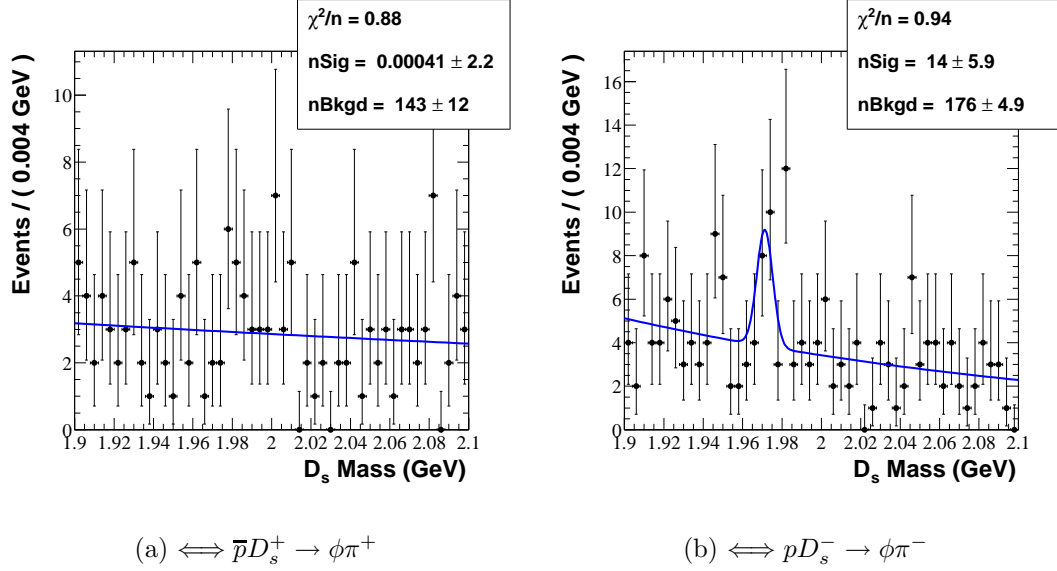 χ²/n = 0.88
nSig = 0.00041 ± 2.2
nBkgd = 143 ± 12
Events / ( 0.004 GeV )
10
8
6
4
2
0
1.9 1.92 1.94 1.96 1.98 2 2.02 2.04 2.06 2.08 2.1
D_s Mass (GeV)
(a) ⟺ p̅D_s⁺ → ϕπ⁺
χ²/n = 0.94
nSig = 14 ± 5.9
nBkgd = 176 ± 4.9
Events / ( 0.004 GeV )
16
14
12
10
8
6
4
2
0
1.9 1.92 1.94 1.96 1.98 2 2.02 2.04 2.06 2.08 2.1
D_s Mass (GeV)
(b) ⟺ pD_s⁻ → ϕπ⁻